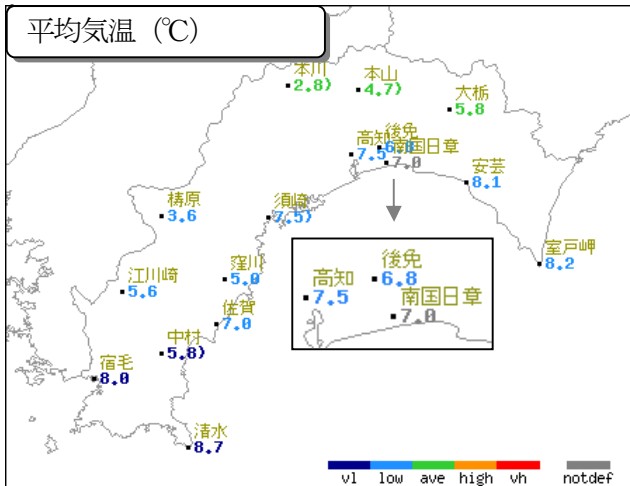 平均気温（℃）
本川
2.8)
本山
4.7)
大栃
5.8
高知
7.5
後免
6.8
南国日章
7.0
安芸
8.1
梼原
3.6
須崎
7.5)
室戸岬
8.2
江川崎
5.6
窪川
5.0
佐賀
7.0
中村
5.8)
宿毛
8.0
清水
8.7
後免
6.8
高知
7.5
南国日章
7.0
vl low ave high vh notdef